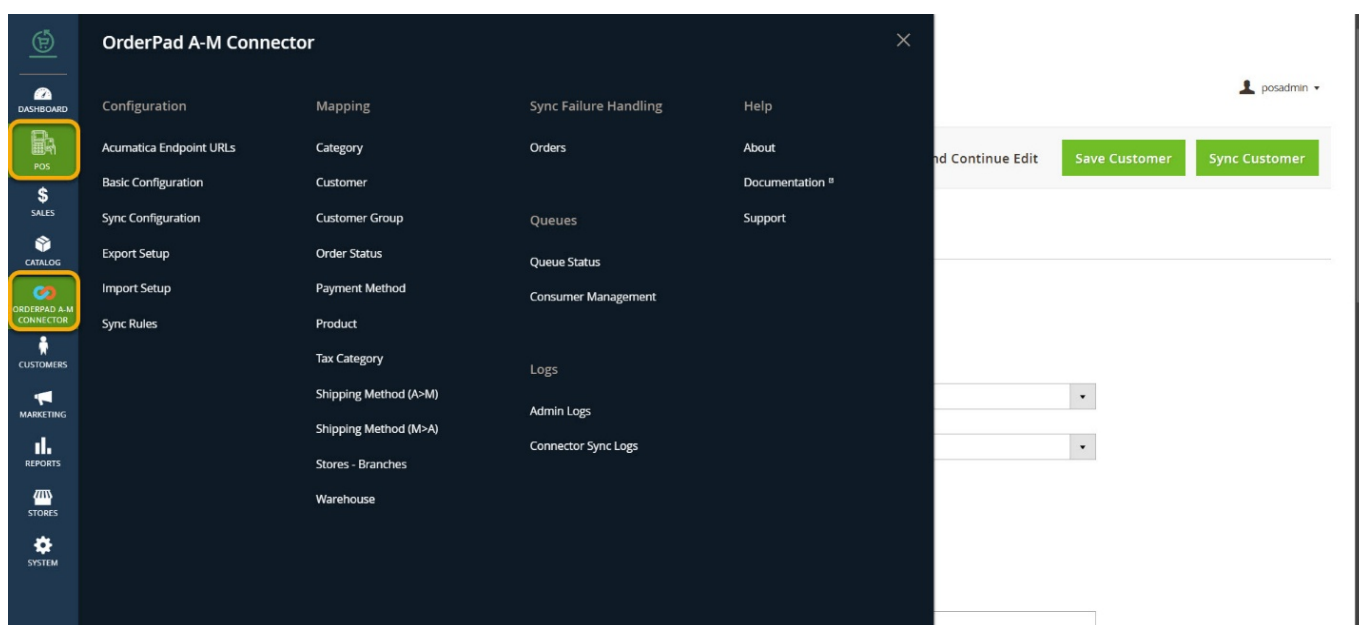 OrderPad A-M Connector
posadmin
DASHBOARD
POS
SALES
CATALOG
ORDERPAD A-M
CONNECTOR
CUSTOMERS
MARKETING
REPORTS
STORES
SYSTEM
Configuration
Acumatica Endpoint URLs
Basic Configuration
Sync Configuration
Export Setup
Import Setup
Sync Rules
Mapping
Category
Customer
Customer Group
Order Status
Payment Method
Product
Tax Category
Shipping Method (A>M)
Shipping Method (M>A)
Stores - Branches
Warehouse
Sync Failure Handling
Orders
Queues
Queue Status
Consumer Management
Logs
Admin Logs
Connector Sync Logs
Help
About
Documentation
Support
nd Continue Edit
Save Customer
Sync Customer